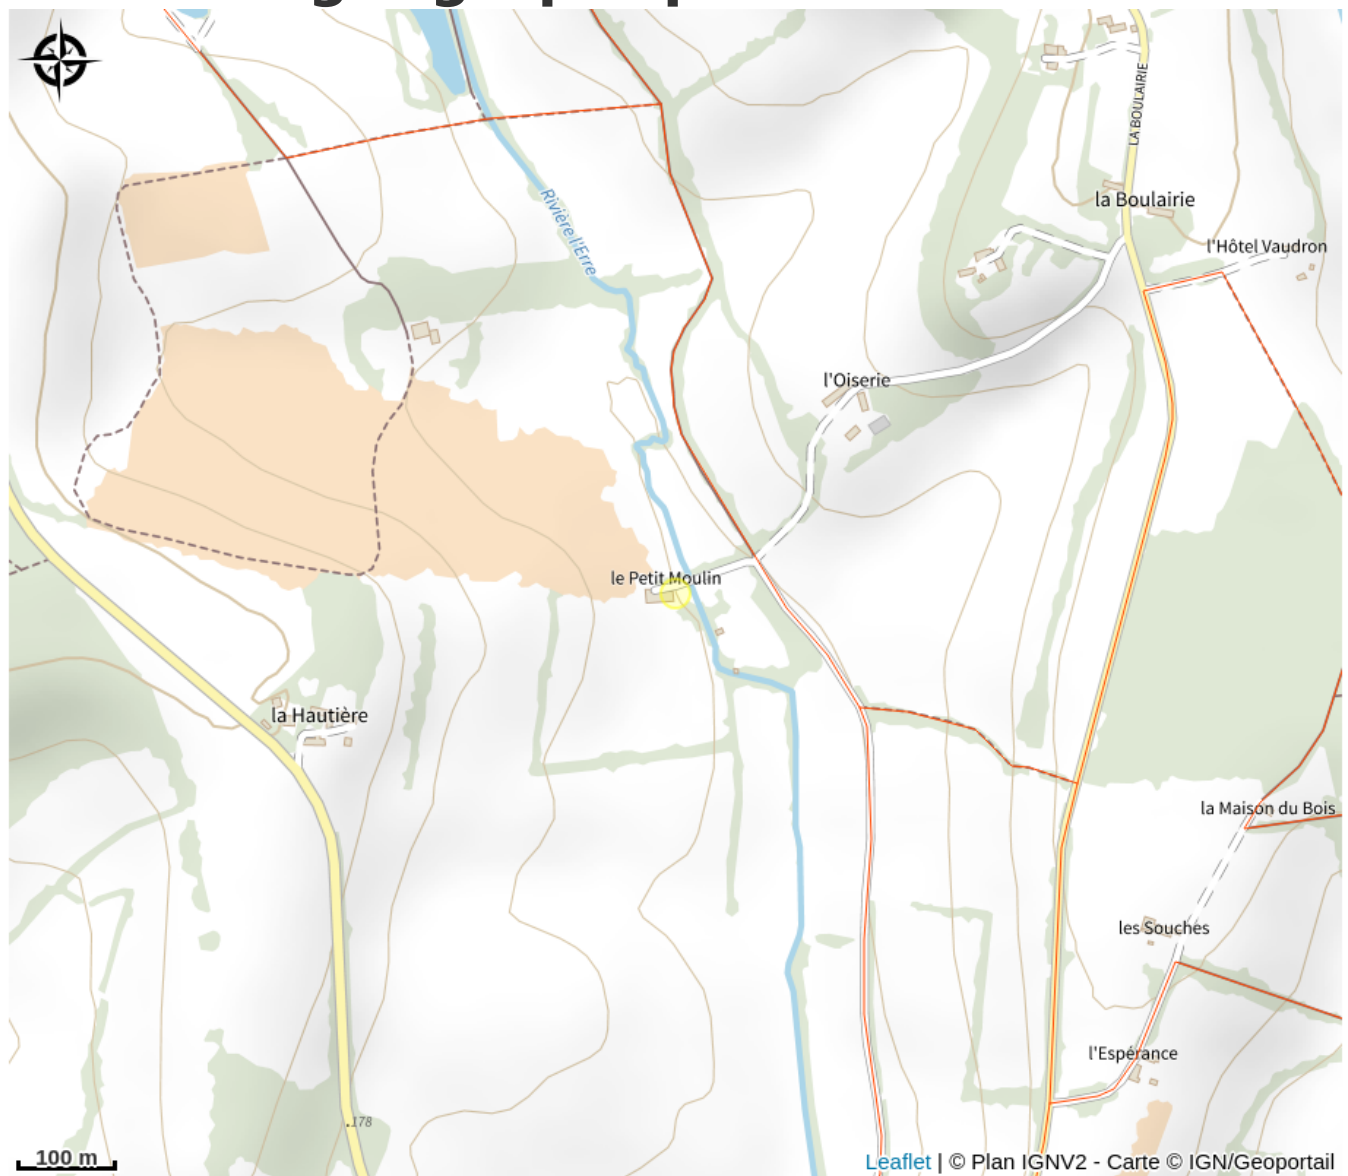 LA BOULAIRIE
la Boulairie
Rivière l'Erre
l'Hôtel Vaudron
l'Oiserie
le Petit Moulin
la Hautière
la Maison du Bois
les Souches
l'Espérance
.178
100 m
Leaflet | © Plan IGNV2 - Carte © IGN/Geoportail